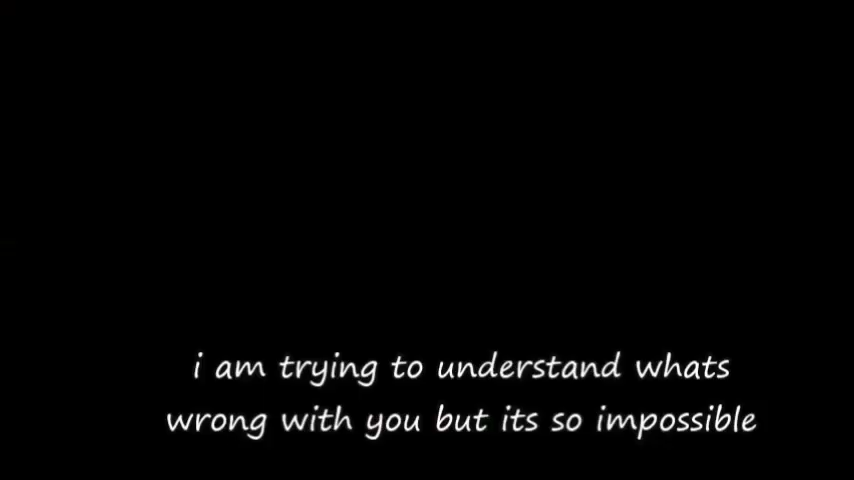 i am trying to understand whats
wrong with you but its so impossible